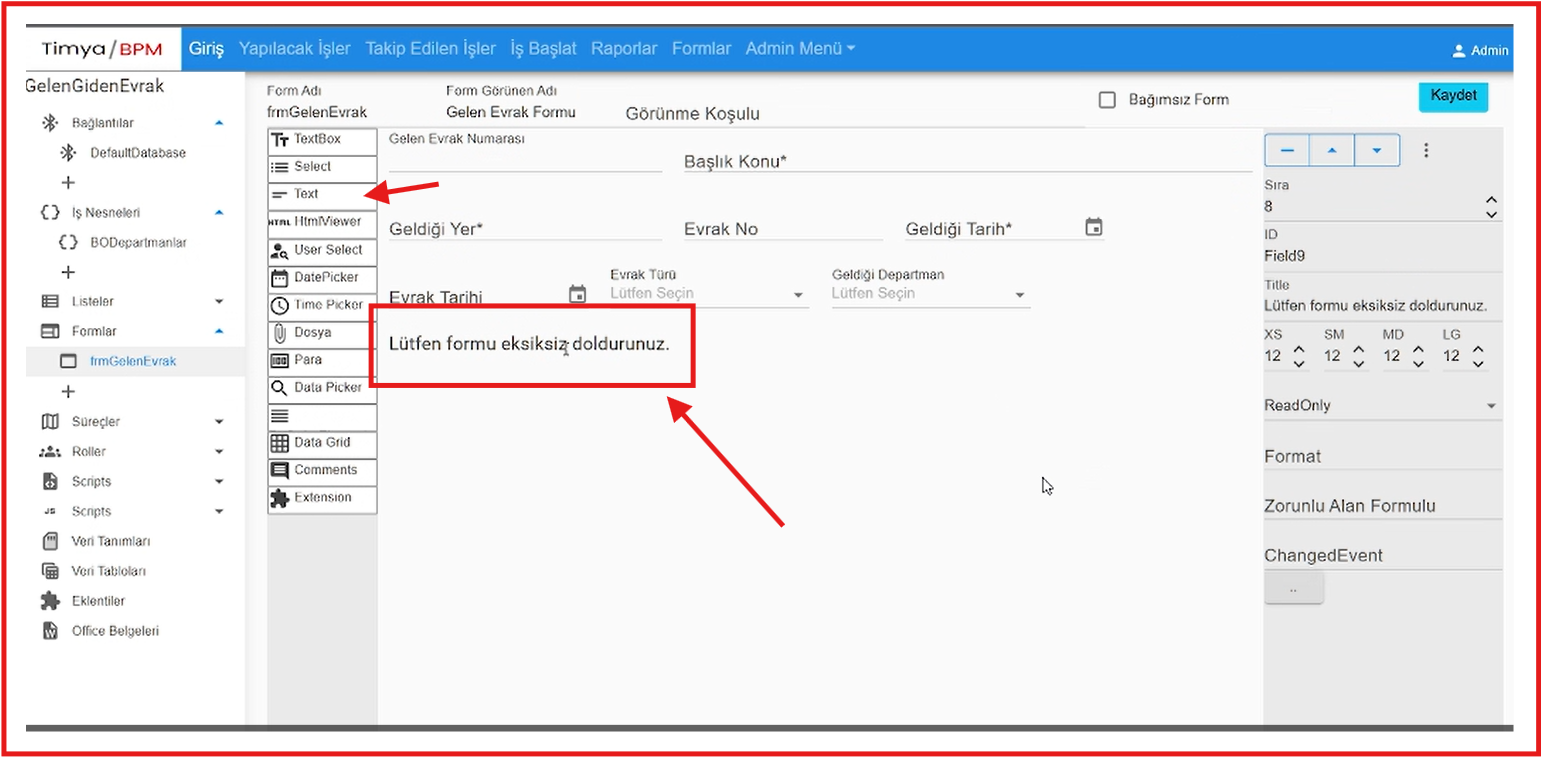 Timya/BPM Giriş Yapılacak İşler Takip Edilen İşler İş Başlat Raporlar Formlar Admin Menü Admin
GelenGidenEvrak
Bağlantılar
DefaultDatabase
İş Nesneleri
BODepartmanlar
Listeler
Formlar
frmGelenEvrak
Süreçler
Roller
Scripts
JS Scripts
Veri Tanımları
Veri Tabloları
Eklentiler
Office Belgeleri
Form Adı
frmGelenEvrak
Form Görünen Adı
Gelen Evrak Formu
Görünme Koşulu
Bağımsız Form
Kaydet
TextBox
Select
Text
HTML HtmlViewer
User Select
DatePicker
Time Picker
Dosya
Para
Data Picker
Data Grid
Comments
Extension
Gelen Evrak Numarası
Başlık Konu*
Geldiği Yer*
Evrak No
Geldiği Tarih*
Evrak Tarihi
Evrak Türü
Lütfen Seçin
Geldiği Departman
Lütfen Seçin
Lütfen formu eksiksiz doldurunuz.
Sıra
8
ID
Field9
Title
Lütfen formu eksiksiz doldurunuz.
XS SM MD LG
12 12 12 12
ReadOnly
Format
Zorunlu Alan Formulu
ChangedEvent
..